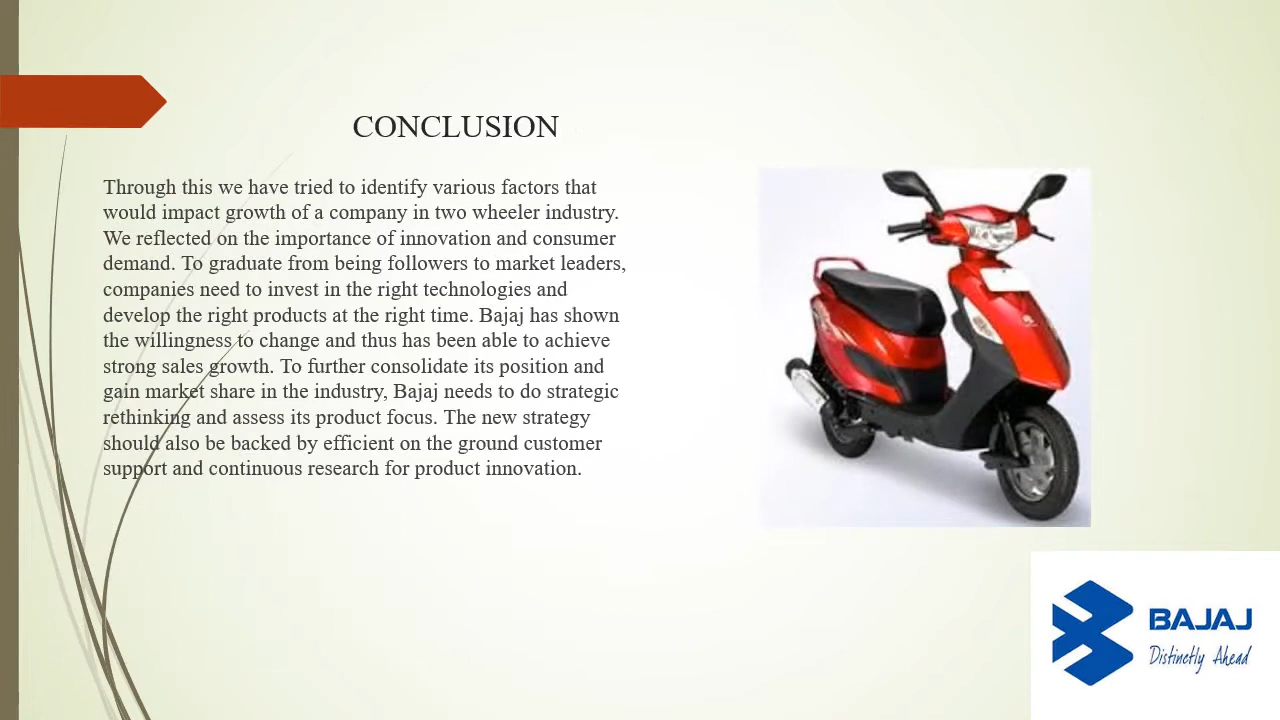 CONCLUSION
Through this we have tried to identify various factors that
would impact growth of a company in two wheeler industry.
We reflected on the importance of innovation and consumer
demand. To graduate from being followers to market leaders,
companies need to invest in the right technologies and
develop the right products at the right time. Bajaj has shown
the willingness to change and thus has been able to achieve
strong sales growth. To further consolidate its position and
gain market share in the industry, Bajaj needs to do strategic
rethinking and assess its product focus. The new strategy
should also be backed by efficient on the ground customer
support and continuous research for product innovation.
BAJAJ
Distinctly Ahead